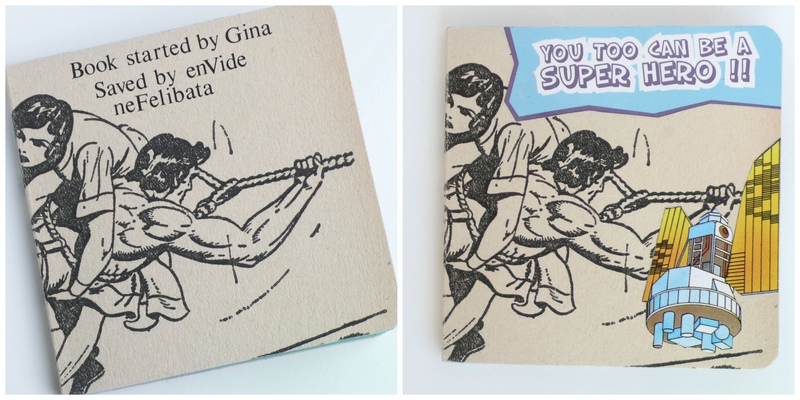 Book started by Gina
Saved by enVide
neFelibata
YOU TOO CAN BE A
SUPER HERO !!